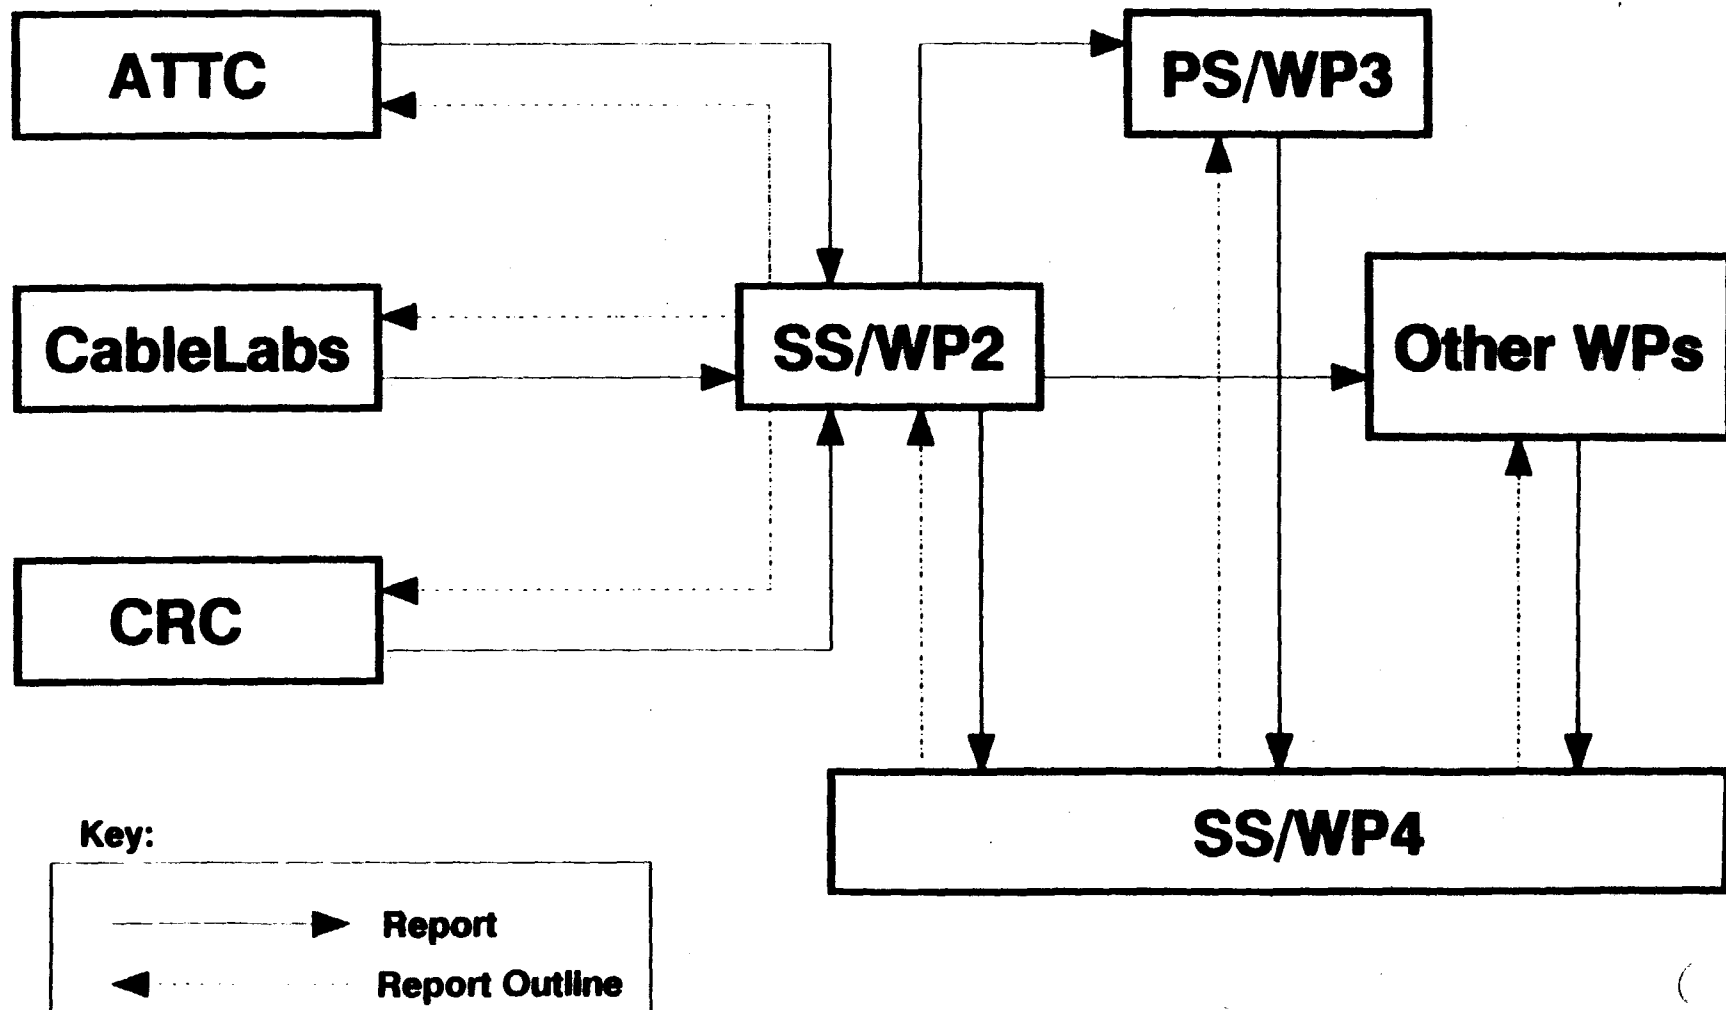 ATTC
PS/WP3
CableLabs
SS/WP2
Other WPs
CRC
SS/WP4
Key:
Report
Report Outline